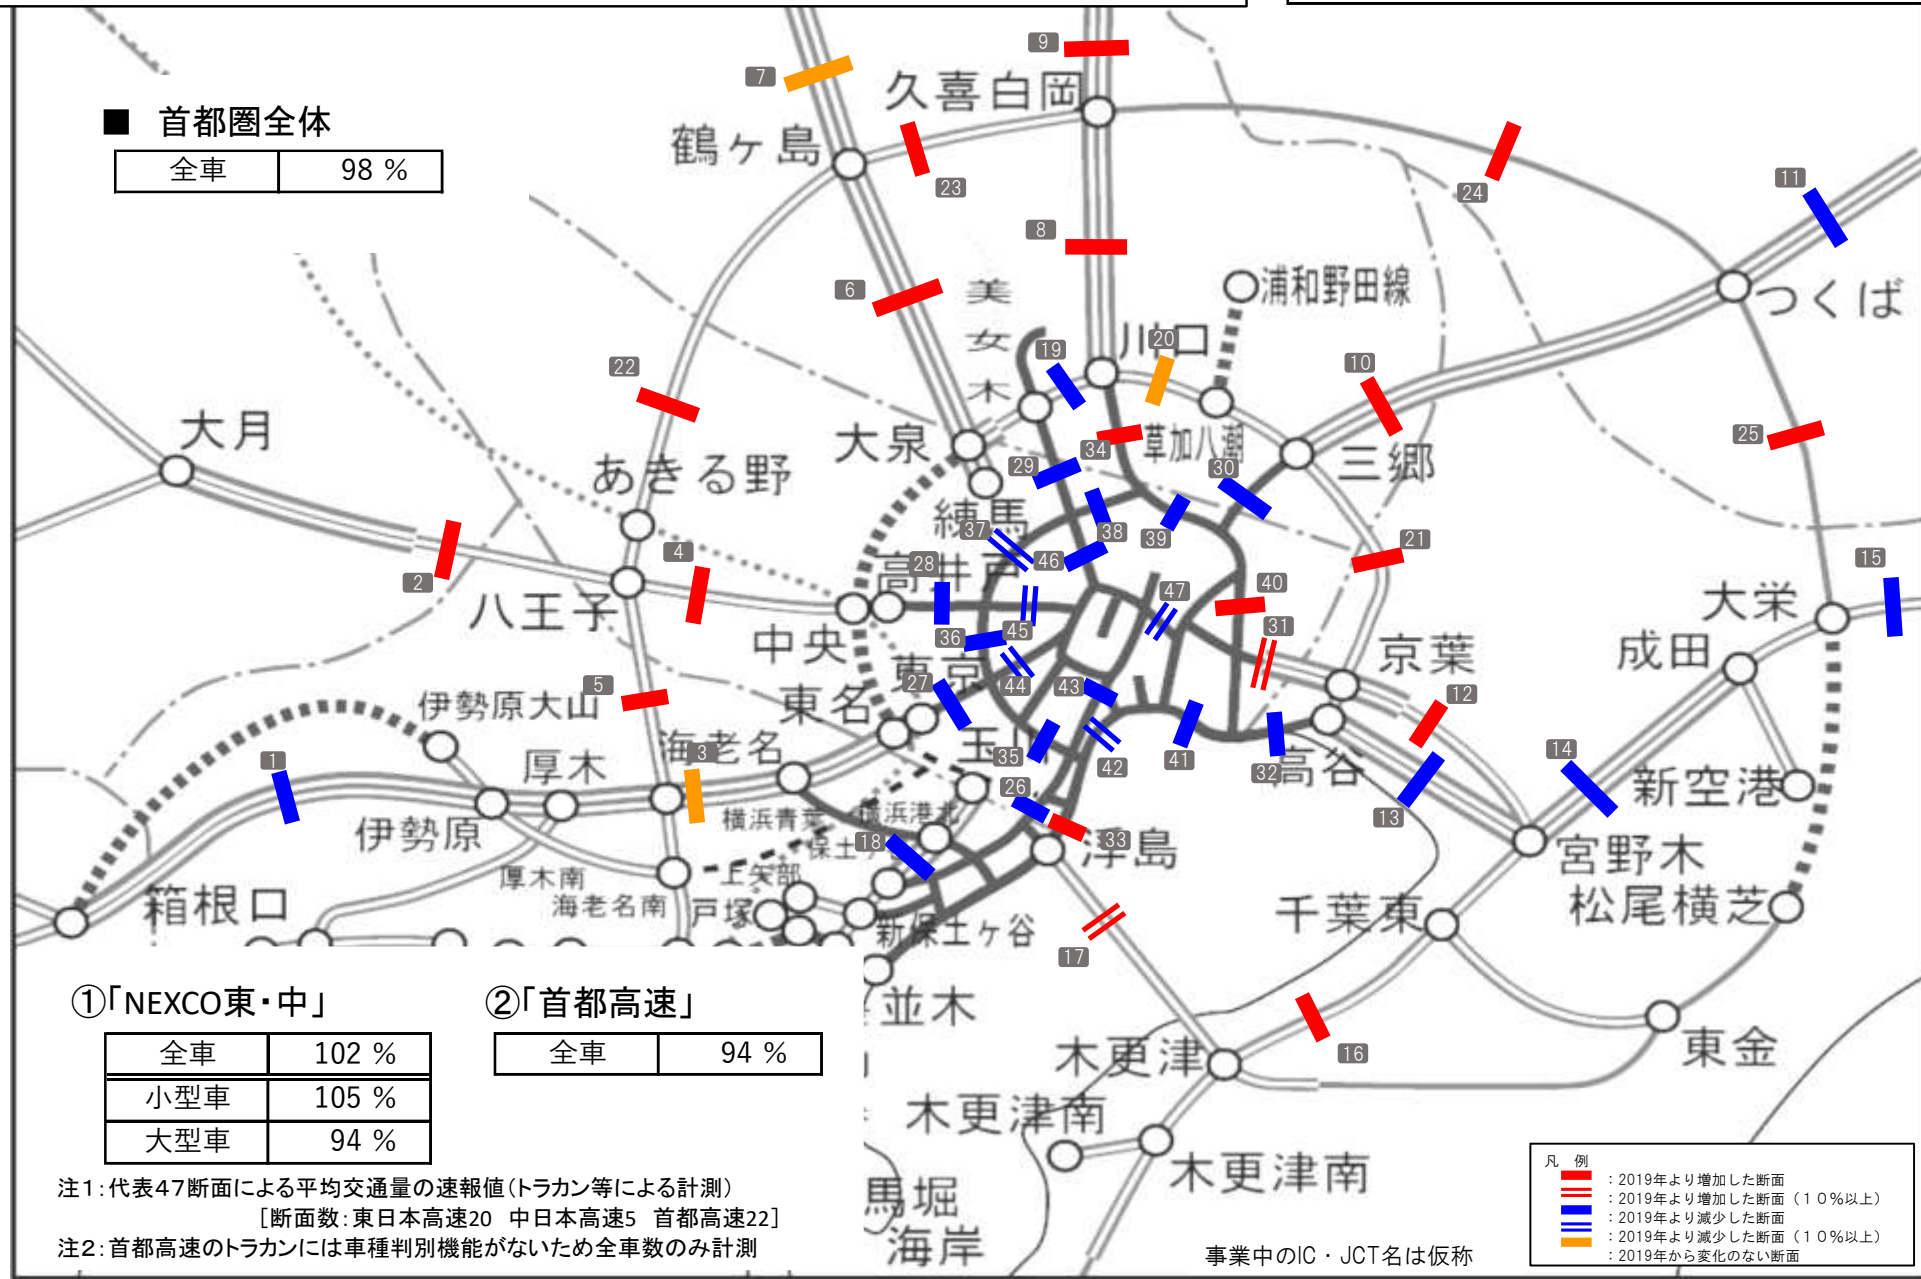 ■ 首都圏全体
全車 98 %
7
9
久喜白岡
鶴ヶ島
23
24
11
8
6
美女木
浦和野田線
つくば
川口
20
19
22
10
25
大月
あきる野
大泉
34
草加八潮
三郷
29
30
練馬
37
38
39
46
21
15
2
4
28
高井戸
47
40
大栄
八王子
中央
36
45
31
京葉
成田
5
伊勢原大山
東名
東京
27
44
43
12
1
厚木
海老名
3
玉川
35
42
41
32
高谷
14
新空港
伊勢原
横浜青葉
横浜港北
26
13
18
保土ヶ谷
33
浮島
宮野木
厚木南
上矢部
箱根口
海老名南
戸塚
新保土ヶ谷
千葉東
松尾横芝
17
並木
16
東金
木更津
木更津南
木更津南
馬堀
海岸
①「NEXCO東・中」
全車 102 %
小型車 105 %
大型車 94 %
②「首都高速」
全車 94 %
注1:代表47断面による平均交通量の速報値(トラカン等による計測)
[断面数:東日本高速20 中日本高速5 首都高速22]
注2:首都高速のトラカンには車種判別機能がないため全車数のみ計測
事業中のIC・JCT名は仮称
凡 例
:2019年より増加した断面
:2019年より増加した断面(10%以上)
:2019年より減少した断面
:2019年より減少した断面(10%以上)
:2019年から変化のない断面